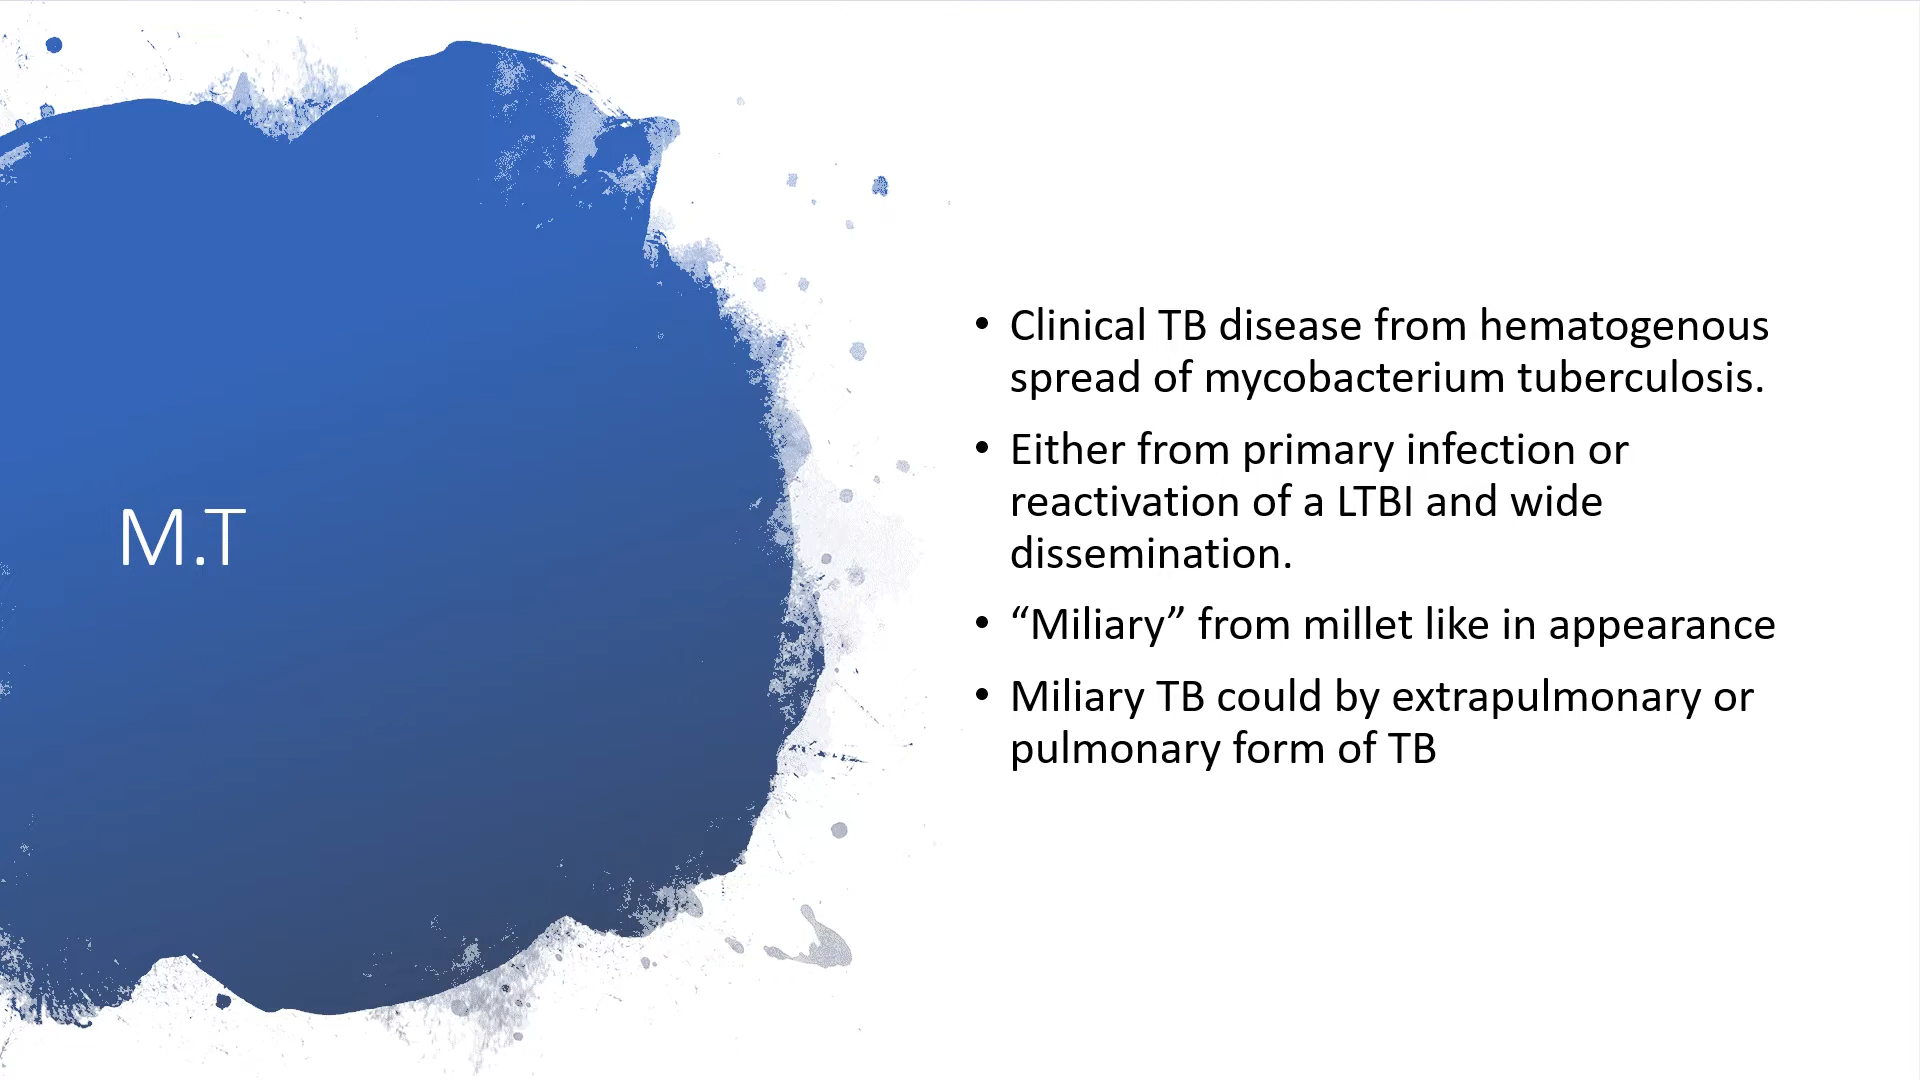 M.T
• Clinical TB disease from hematogenous
spread of mycobacterium tuberculosis.
• Either from primary infection or
reactivation of a LTBI and wide
dissemination.
• “Miliary” from millet like in appearance
• Miliary TB could by extrapulmonary or
pulmonary form of TB